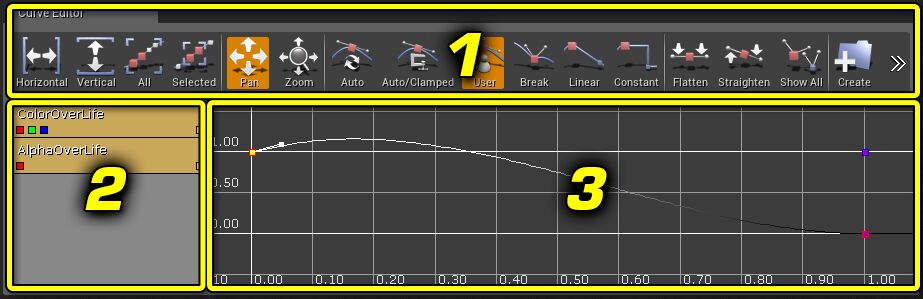 Curve Editor
1
Horizontal Vertical All Selected Pan Zoom Auto Auto/Clamped User Break Linear Constant Flatten Straighten Show All Create
ColorOverLife
AlphaOverLife
2
1.00
0.50
0.00
3
10 0.00 0.10 0.20 0.30 0.40 0.50 0.60 0.70 0.80 0.90 1.00